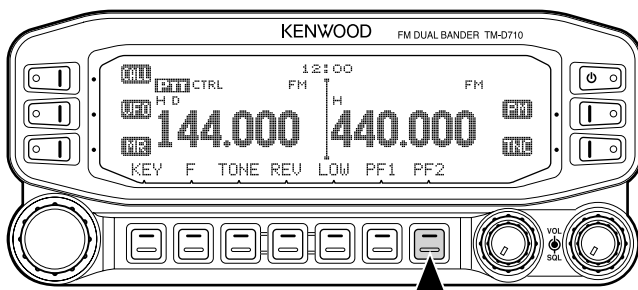 KENWOOD FM DUAL BANDER TM-D710
12:00
CALL PTT CTRL FM FM
H D H
VFO 144.000 440.000 PM
MR TNC
KEY F TONE REV LOW PF1 PF2
VOL
SQL